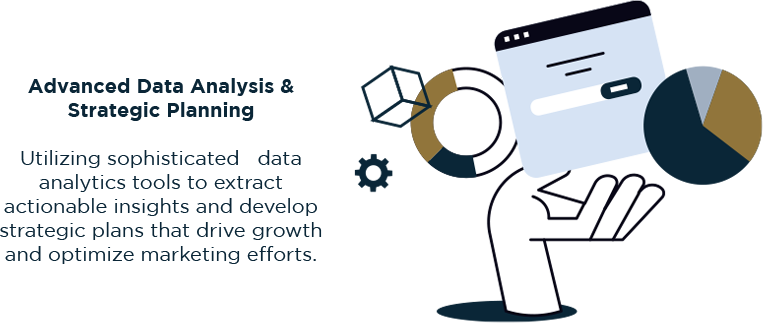 Advanced Data Analysis &
Strategic Planning
Utilizing sophisticated   data
analytics tools to extract
actionable insights and develop
strategic plans that drive growth
and optimize marketing efforts.